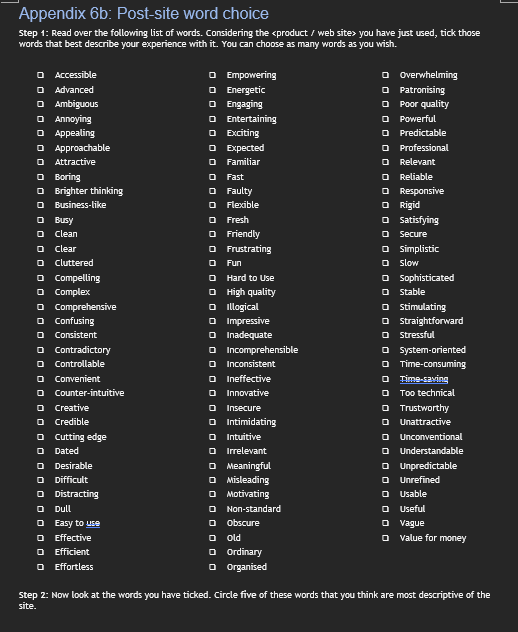 Appendix 6b: Post-site word choice
Step 1: Read over the following list of words. Considering the <product / web site> you have just used, tick those
words that best describe your experience with it. You can choose as many words as you wish.
Accessible
Advanced
Ambiguous
Annoying
Appealing
Approachable
Attractive
Boring
Brighter thinking
Business-like
Busy
Clean
Clear
Cluttered
Compelling
Complex
Comprehensive
Confusing
Consistent
Contradictory
Controllable
Convenient
Counter-intuitive
Creative
Credible
Cutting edge
Dated
Desirable
Difficult
Distracting
Dull
Easy to use
Effective
Efficient
Effortless
Empowering
Energetic
Engaging
Entertaining
Exciting
Expected
Familiar
Fast
Faulty
Flexible
Fresh
Friendly
Frustrating
Fun
Hard to Use
High quality
Illogical
Impressive
Inadequate
Incomprehensible
Inconsistent
Ineffective
Innovative
Insecure
Intimidating
Intuitive
Irrelevant
Meaningful
Misleading
Motivating
Non-standard
Obscure
Old
Ordinary
Organised
Overwhelming
Patronising
Poor quality
Powerful
Predictable
Professional
Relevant
Reliable
Responsive
Rigid
Satisfying
Secure
Simplistic
Slow
Sophisticated
Stable
Stimulating
Straightforward
Stressful
System-oriented
Time-consuming
Time-saving
Too technical
Trustworthy
Unattractive
Unconventional
Understandable
Unpredictable
Unrefined
Usable
Useful
Vague
Value for money
Step 2: Now look at the words you have ticked. Circle five of these words that you think are most descriptive of the
site.